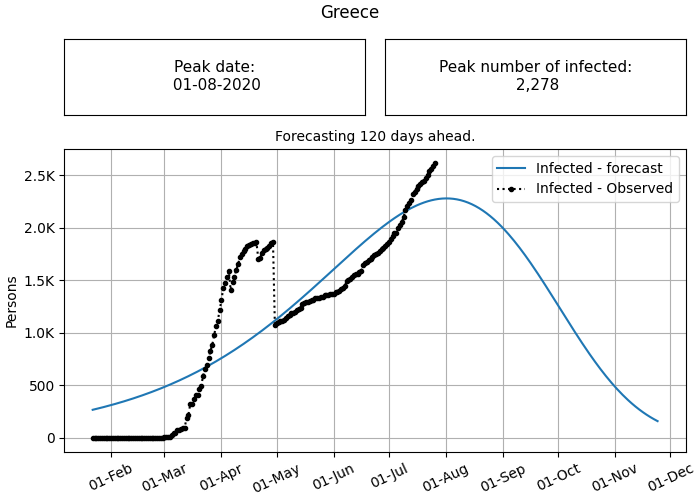 Greece
Peak date:
01-08-2020
Peak number of infected:
2,278
Forecasting 120 days ahead.
Infected - forecast
Infected - Observed
Persons
2.5K
2.0K
1.5K
1.0K
500
0
01-Feb
01-Mar
01-Apr
01-May
01-Jun
01-Jul
01-Aug
01-Sep
01-Oct
01-Nov
01-Dec